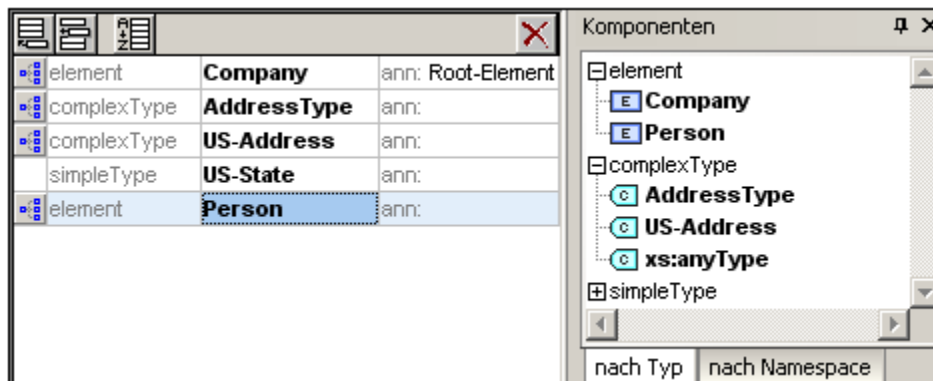 element Company ann: Root-Element
complexType AddressType ann:
complexType US-Address ann:
simpleType US-State ann:
element Person ann:
Komponenten
element
E Company
E Person
complexType
C AddressType
C US-Address
C xs:anyType
simpleType
nach Typ nach Namespace